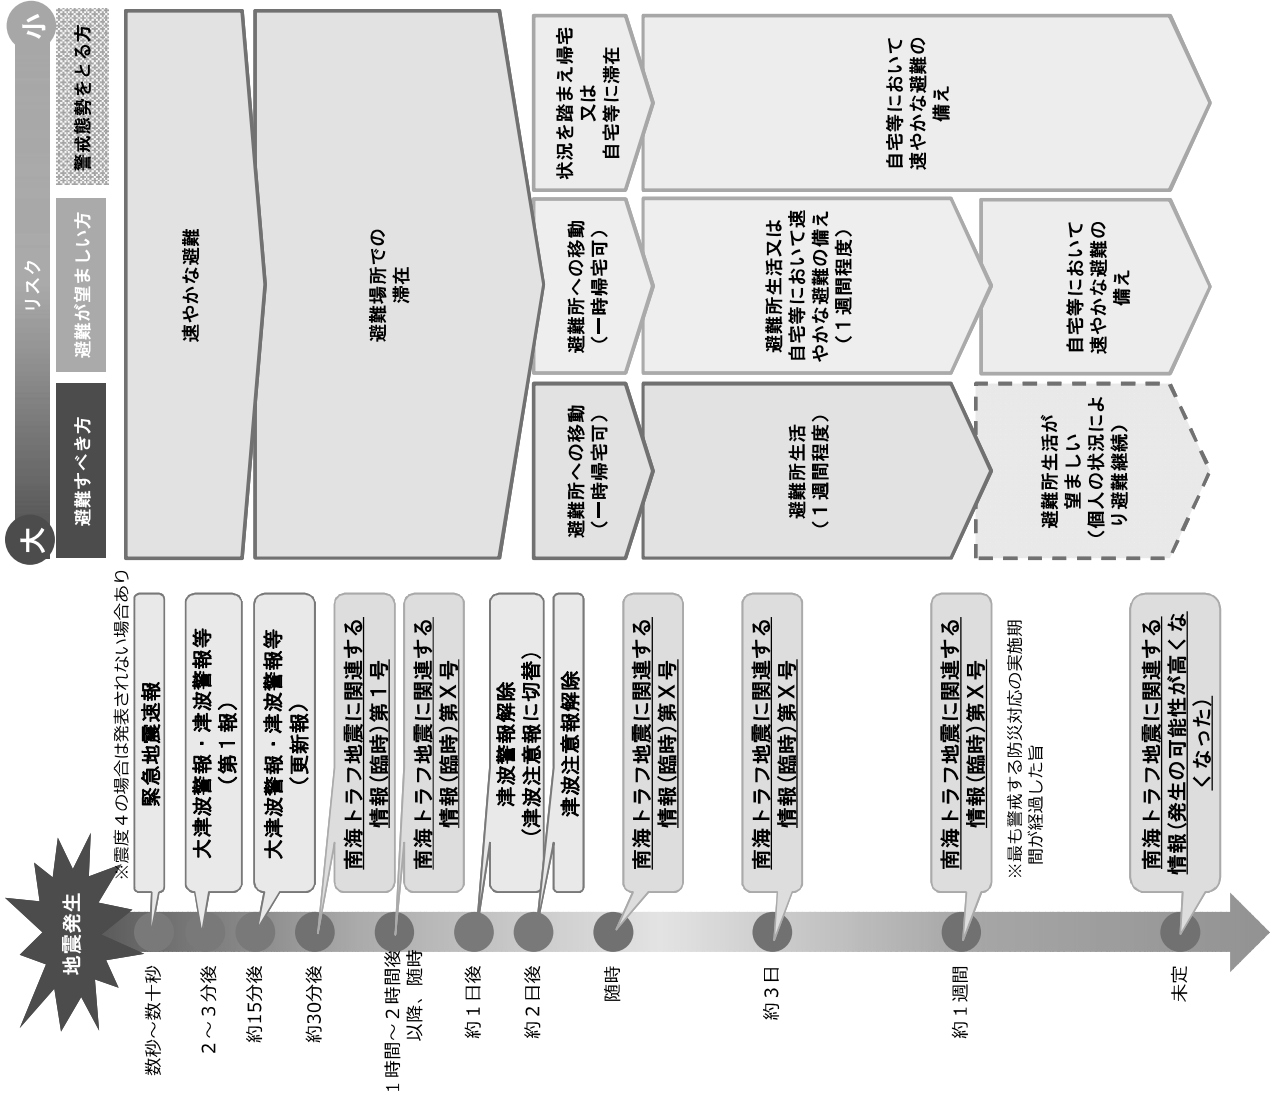 地震発生
数秒～数十秒
２～３分後
約15分後
約30分後
１時間～２時間後
以降、随時
約１日後
約２日後
随時
約３日
約１週間
未定
※震度４の場合は発表されない場合あり
緊急地震速報
大津波警報・津波警報等
（第１報）
大津波警報・津波警報等
（更新報）
南海トラフ地震に関連する
情報（臨時）第１号
南海トラフ地震に関連する
情報（臨時）第Ｘ号
津波警報解除
（津波注意報に切替）
津波注意報解除
南海トラフ地震に関連する
情報（臨時）第Ｘ号
南海トラフ地震に関連する
情報（臨時）第Ｘ号
南海トラフ地震に関連する
情報（臨時）第Ｘ号
※最も警戒する防災対応の実施期
間が経過した旨
南海トラフ地震に関連する
情報（発生の可能性が高くな
くなった）
大
リスク
小
避難すべき方
避難が望ましい方
警戒態勢をとる方
速やかな避難
避難場所での
滞在
避難所への移動
（一時帰宅可）
避難所への移動
（一時帰宅可）
状況を踏まえ帰宅
又は
自宅等に滞在
避難所生活
（１週間程度）
避難所生活又は
自宅等において速
やかな避難の備え
（１週間程度）
自宅等において
速やかな避難の
備え
避難所生活が
望ましい
（個人の状況によ
り避難継続）
自宅等において
速やかな避難の
備え